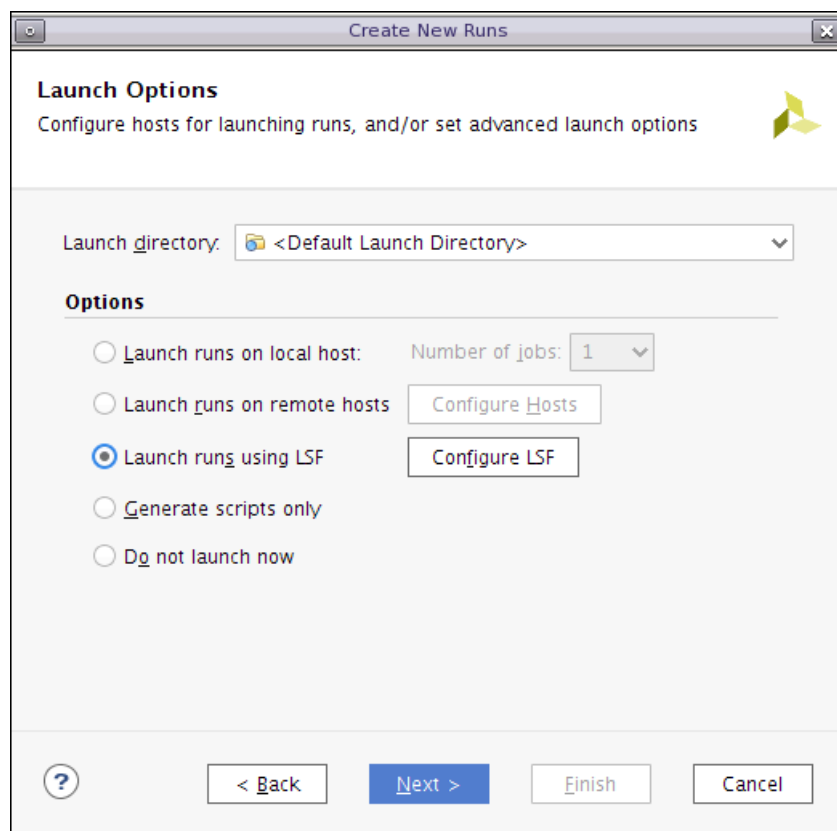 Create New Runs
Launch Options
Configure hosts for launching runs, and/or set advanced launch options
Launch directory: <Default Launch Directory>
Options
Launch runs on local host: Number of jobs: 1
Launch runs on remote hosts Configure Hosts
Launch runs using LSF Configure LSF
Generate scripts only
Do not launch now
? < Back Next > Finish Cancel